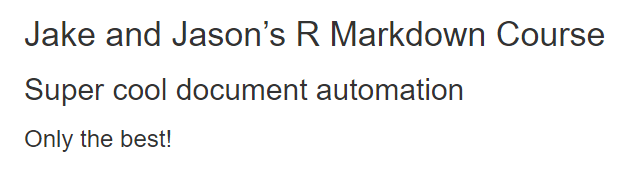 Jake and Jason’s R Markdown Course
Super cool document automation
Only the best!